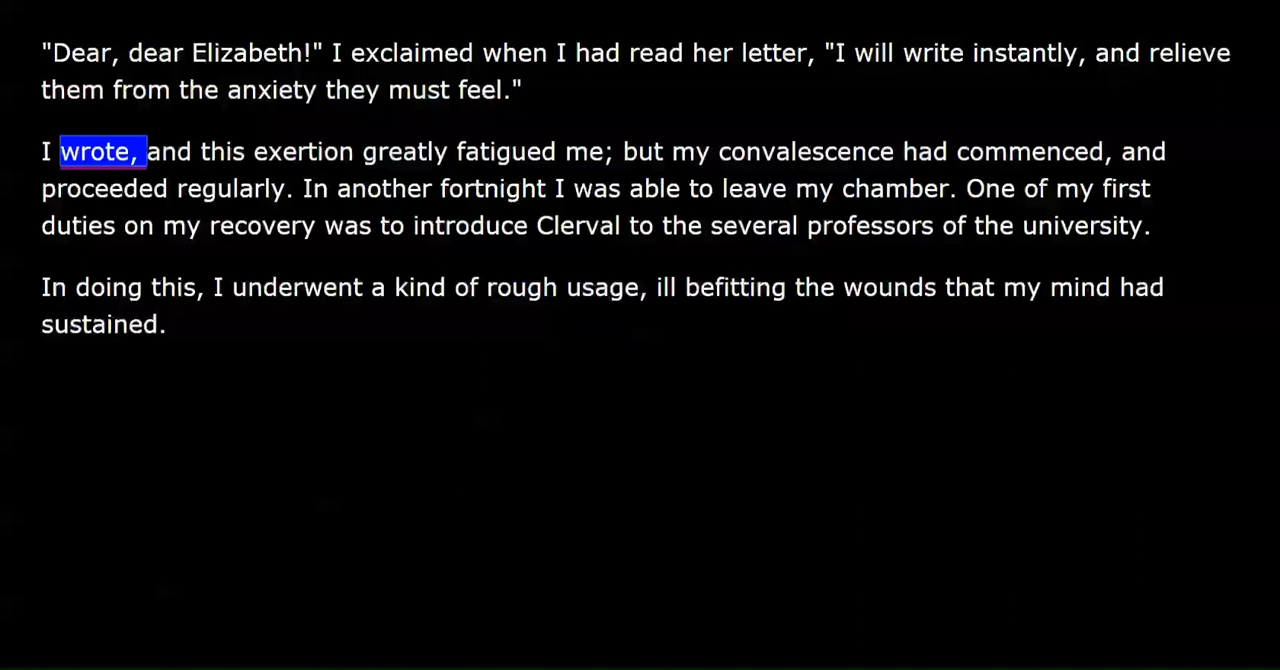 "Dear, dear Elizabeth!" I exclaimed when I had read her letter, "I will write instantly, and relieve
them from the anxiety they must feel."
I wrote, and this exertion greatly fatigued me; but my convalescence had commenced, and
proceeded regularly. In another fortnight I was able to leave my chamber. One of my first
duties on my recovery was to introduce Clerval to the several professors of the university.
In doing this, I underwent a kind of rough usage, ill befitting the wounds that my mind had
sustained.